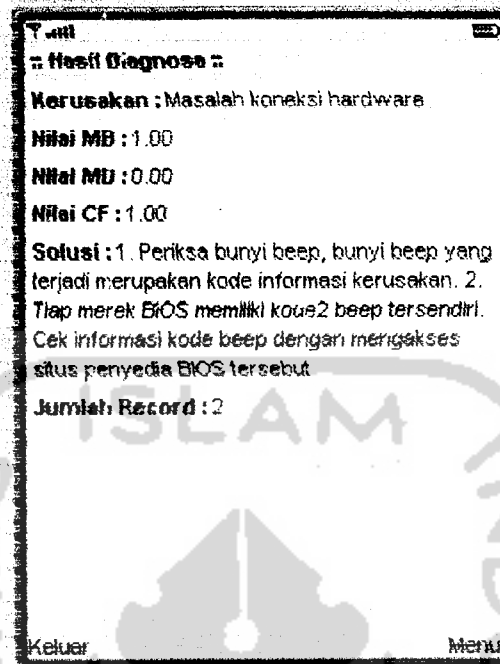 :: Hasil Diagnosa ::
Kerusakan : Masalah koneksi hardware
Nilai MB : 1.00
Nilai MD : 0.00
Nilai CF : 1.00
Solusi : 1. Periksa bunyi beep, bunyi beep yang
terjadi merupakan kode informasi kerusakan. 2.
Tiap merek BIOS memiliki kode2 beep tersendiri.
Cek informasi kode beep dengan mengakses
situs penyedia BIOS tersebut
Jumlah Record : 2
ISLAM
Keluar Menu